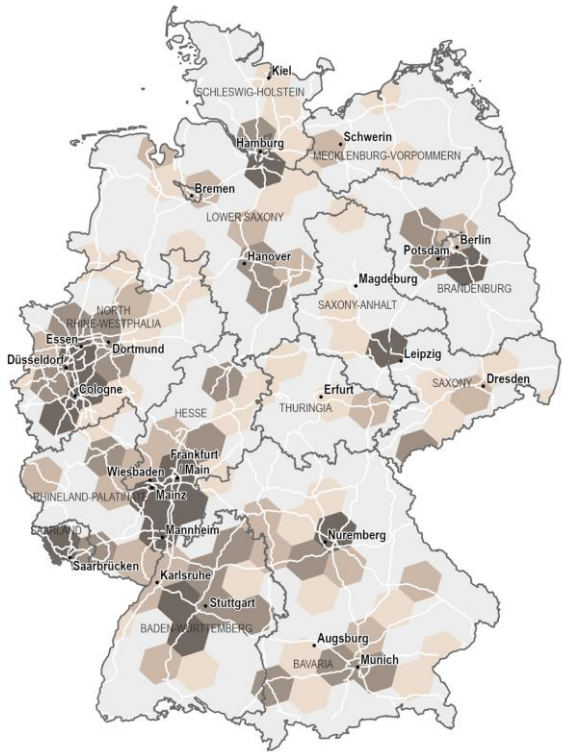 Kiel
SCHLESWIG-HOLSTEIN
Schwerin
Hamburg
MECKLENBURG-VORPOMMERN
Bremen
LOWER SAXONY
Berlin
Potsdam
Hanover
Magdeburg
BRANDENBURG
SAXONY-ANHALT
NORTH
RHINE-WESTPHALIA
Essen
Dortmund
Düsseldorf
Leipzig
Cologne
SAXONY
Dresden
Erfurt
HESSE
THURINGIA
Frankfurt
Main
Wiesbaden
RHINELAND-PALATINATE
Mainz
SAARLAND
Mannheim
Nuremberg
Saarbrücken
Karlsruhe
Stuttgart
BADEN-WÜRTTEMBERG
Augsburg
BAVARIA
Munich